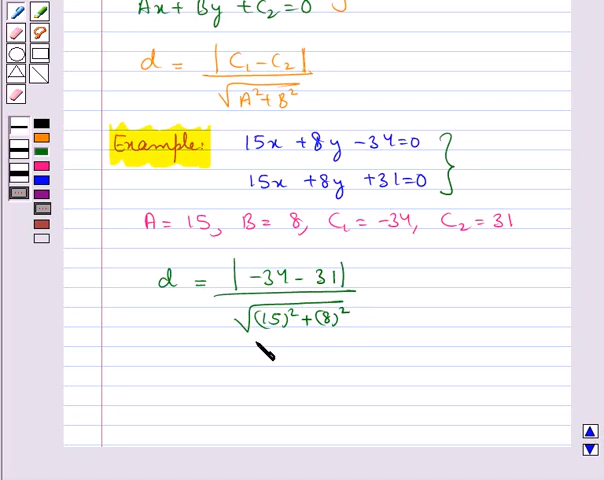 Ax + By + C₂ = 0
d = |C₁ - C₂| / √A² + B²
Example: 15x + 8y - 34 = 0
15x + 8y + 31 = 0
A = 15, B = 8, C₁ = -34, C₂ = 31
d = |-34 - 31| / √(15)² + (8)²